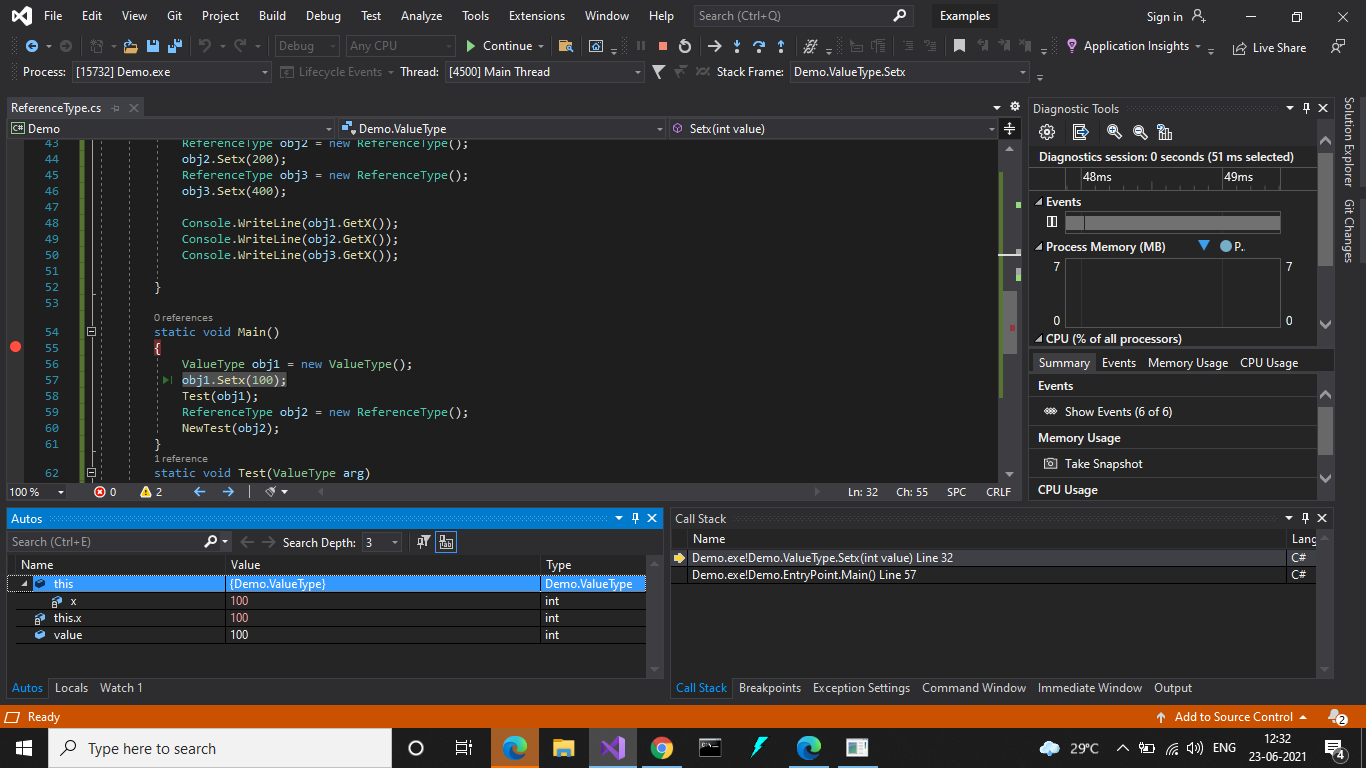 File Edit View Git Project Build Debug Test Analyze Tools Extensions Window Help Search (Ctrl+Q) Examples Sign in
Debug Any CPU Continue Application Insights Live Share
Process: [15732] Demo.exe Lifecycle Events Thread: [4500] Main Thread Stack Frame: Demo.ValueType.Setx
ReferenceType.cs
C# Demo Demo.ValueType Setx(int value)
43 ReferenceType obj2 = new ReferenceType();
44 obj2.Setx(200);
45 ReferenceType obj3 = new ReferenceType();
46 obj3.Setx(400);
47
48 Console.WriteLine(obj1.GetX());
49 Console.WriteLine(obj2.GetX());
50 Console.WriteLine(obj3.GetX());
51
52 }
53
0 references
54 static void Main()
55 {
56 ValueType obj1 = new ValueType();
57 obj1.Setx(100);
58 Test(obj1);
59 ReferenceType obj2 = new ReferenceType();
60 NewTest(obj2);
61 }
1 reference
62 static void Test(ValueType arg)
100 % 0 2 Ln: 32 Ch: 55 SPC CRLF
Diagnostic Tools
Diagnostics session: 0 seconds (51 ms selected)
48ms 49ms
Events
Process Memory (MB) P..
7 7
0 0
CPU (% of all processors)
Summary Events Memory Usage CPU Usage
Events
Show Events (6 of 6)
Memory Usage
Take Snapshot
CPU Usage
Solution Explorer
Git Changes
Autos
Search (Ctrl+E) Search Depth: 3
Name Value Type
this {Demo.ValueType} Demo.ValueType
x 100 int
this.x 100 int
value 100 int
Autos Locals Watch 1
Call Stack
Name Lang
Demo.exe!Demo.ValueType.Setx(int value) Line 32 C#
Demo.exe!Demo.EntryPoint.Main() Line 57 C#
Call Stack Breakpoints Exception Settings Command Window Immediate Window Output
Ready Add to Source Control 2
Type here to search 29°C ENG 12:32
23-06-2021 4